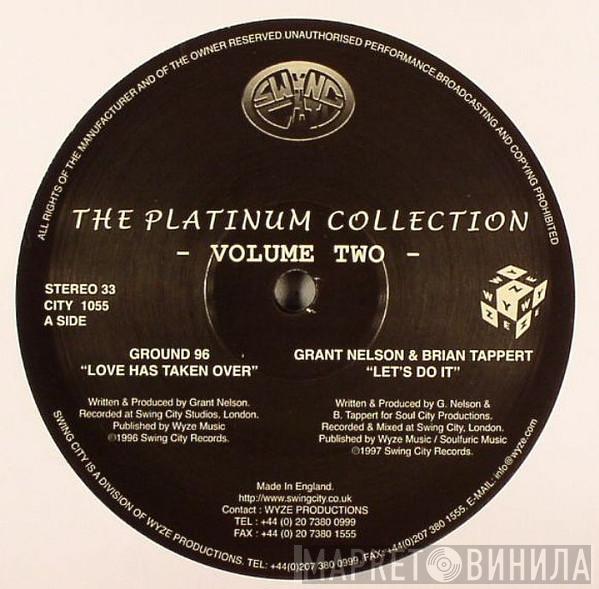 ALL RIGHTS OF THE MANUFACTURER AND OF THE OWNER RESERVED.UNAUTHORISED PERFORMANCE,BROADCASTING AND COPYING PROHIBITED
SWING
THE PLATINUM COLLECTION
- VOLUME TWO -
STEREO 33
CITY 1055
A SIDE
WYZE
GROUND 96
“LOVE HAS TAKEN OVER”
Written & Produced by Grant Nelson.
Recorded at Swing City Studios, London.
Published by Wyze Music
℗1996 Swing City Records.
GRANT NELSON & BRIAN TAPPERT
“LET'S DO IT”
Written & Produced by G. Nelson &
B. Tappert for Soul City Productions.
Recorded & Mixed at Swing City, London.
Published by Wyze Music / Soulfuric Music
℗1997 Swing City Records.
Made In England.
http://www.swingcity.co.uk
Contact : WYZE PRODUCTIONS
TEL : +44 (0) 20 7380 0999
FAX : +44 (0) 20 7380 1555
SWING CITY IS A DIVISION OF WYZE PRODUCTIONS. TEL: +44(0)207 380 0999. FAX: +44(0)207 380 1555. E-MAIL: info@wyze.com
МАРКЕТОВИНИЛА